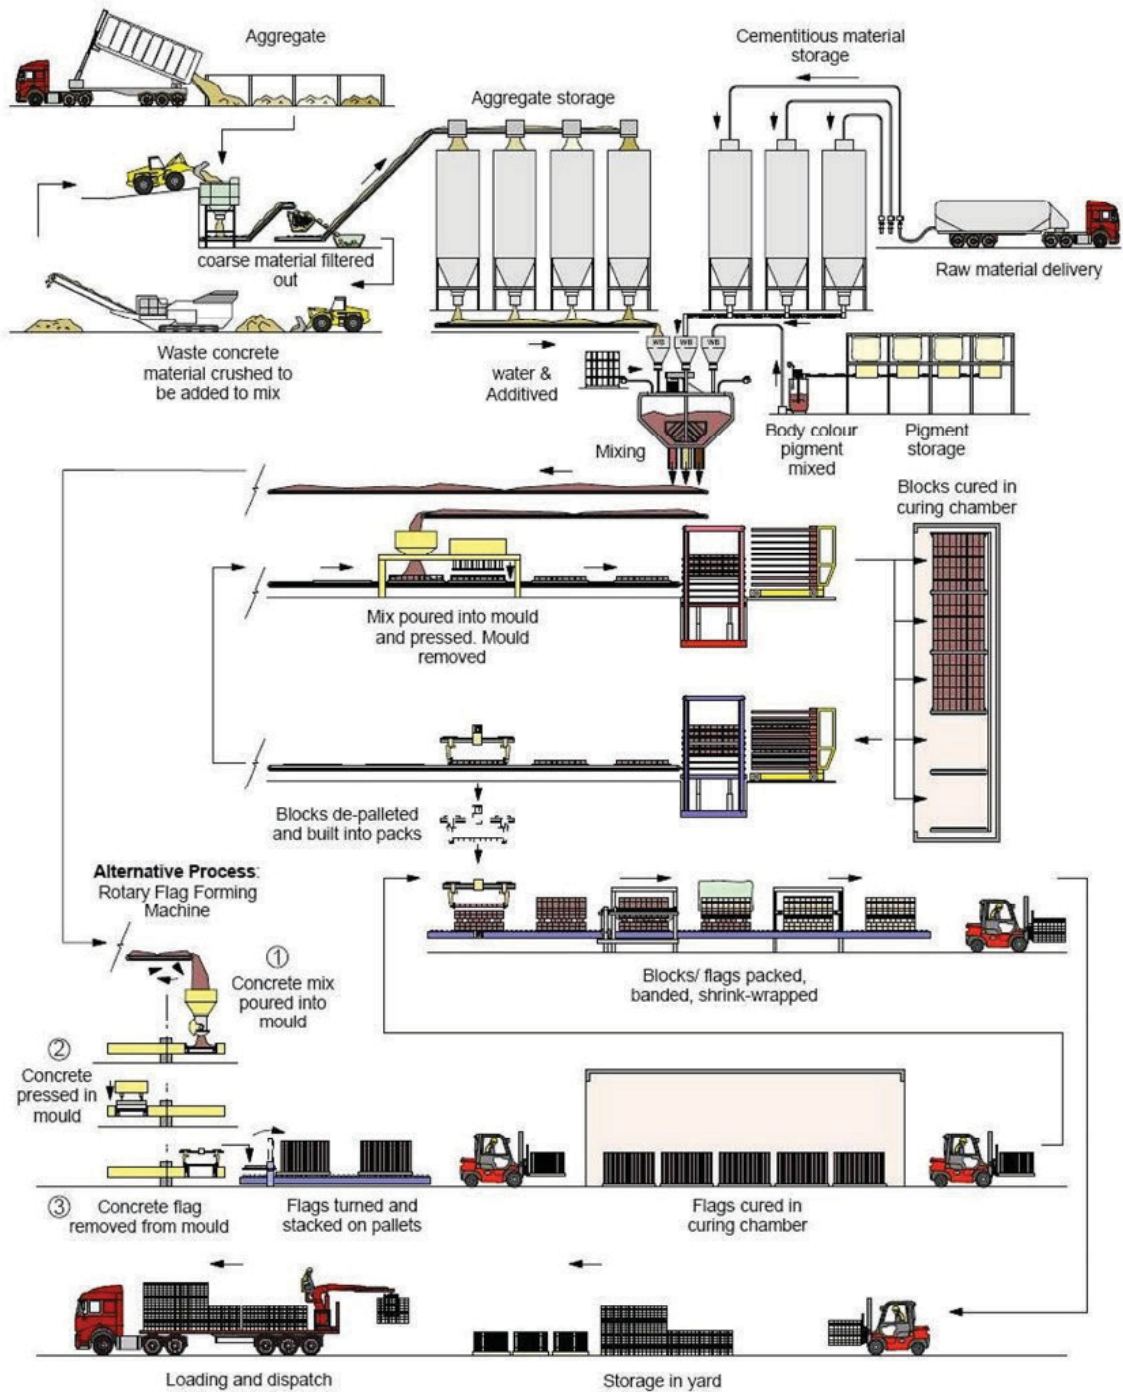 Aggregate
Cementitious material
storage
Aggregate storage
coarse material filtered
out
Raw material delivery
Waste concrete
material crushed to
be added to mix
WB WB WB
water &
Additived
Mixing
Body colour
pigment
mixed
Pigment
storage
Blocks cured in
curing chamber
Mix poured into mould
and pressed. Mould
removed
Blocks de-palleted
and built into packs
Alternative Process:
Rotary Flag Forming
Machine
1
Concrete mix
poured into
mould
Blocks/ flags packed,
banded, shrink-wrapped
2
Concrete
pressed in
mould
3 Concrete flag
removed from mould
Flags turned and
stacked on pallets
Flags cured in
curing chamber
Loading and dispatch
Storage in yard